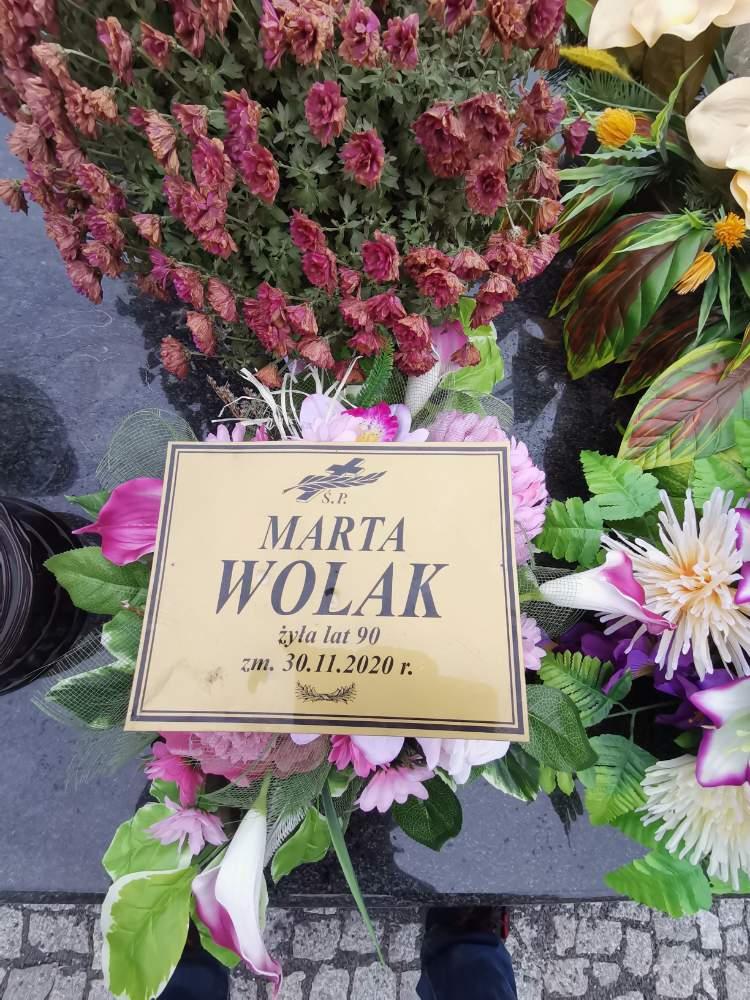 Ś.P.
MARTA
WOLAK
żyła lat 90
zm. 30.11.2020 r.